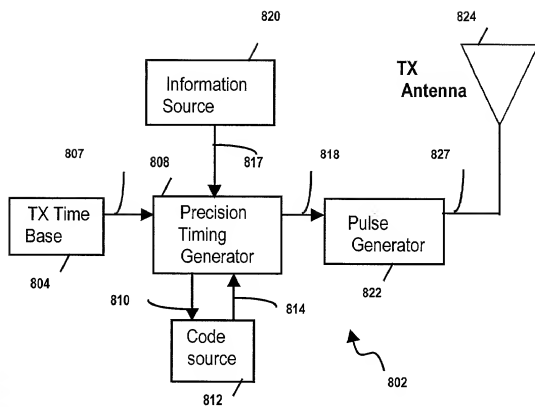 820
824
Information
Source
TX
Antenna
807
808
817
818
827
TX Time
Base
Precision
Timing
Generator
Pulse
Generator
804
810
814
822
Code
source
812
802